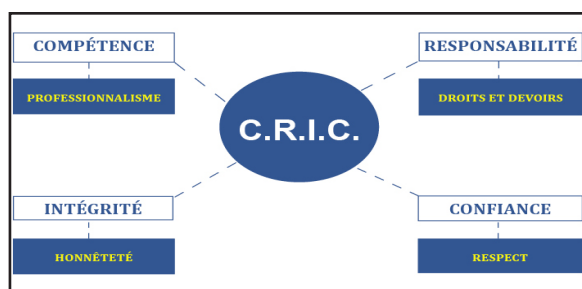 COMPÉTENCE
PROFESSIONNALISME
RESPONSABILITÉ
DROITS ET DEVOIRS
C.R.I.C.
INTÉGRITÉ
HONNÊTETÉ
CONFIANCE
RESPECT